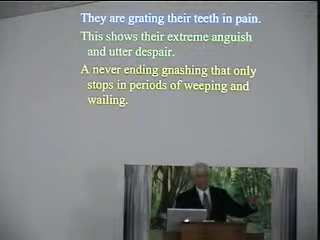 They are grating their teeth in pain.
This shows their extreme anguish
and utter despair.
A never ending gnashing that only
stops in periods of weeping and
wailing.